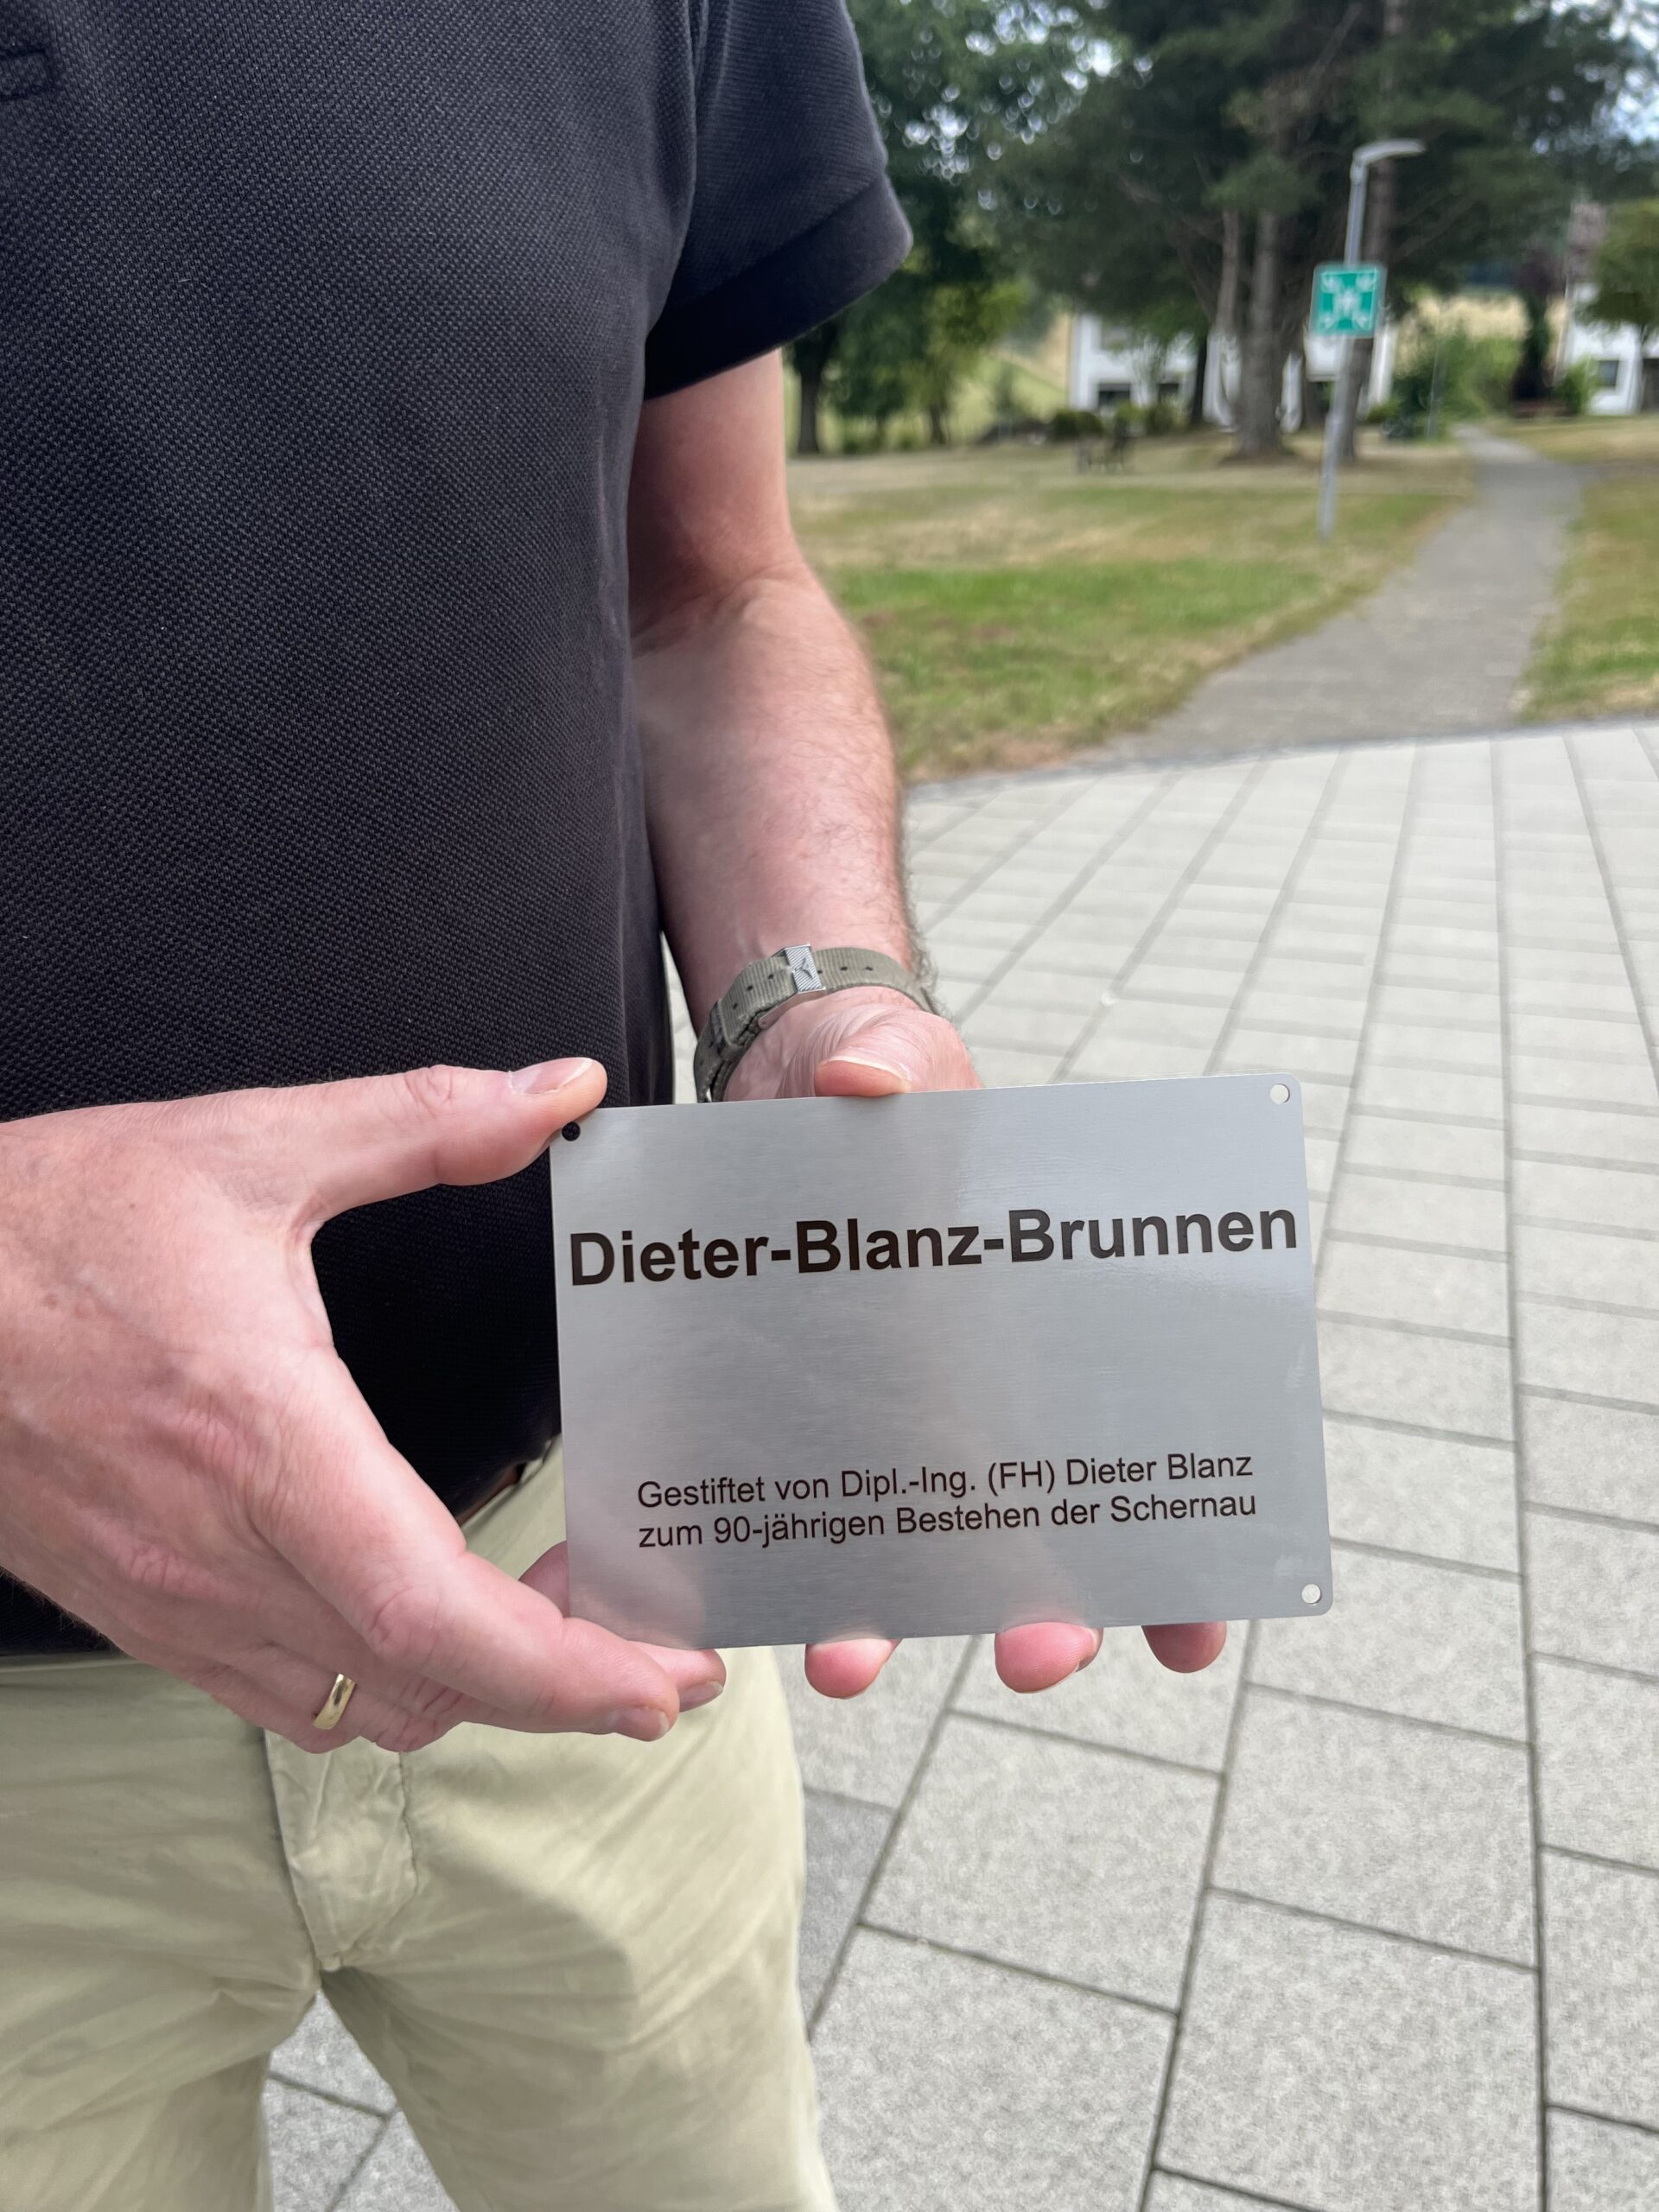 Dieter-Blanz-Brunnen
Gestiftet von Dipl.-Ing. (FH) Dieter Blanz
zum 90-jährigen Bestehen der Schernau